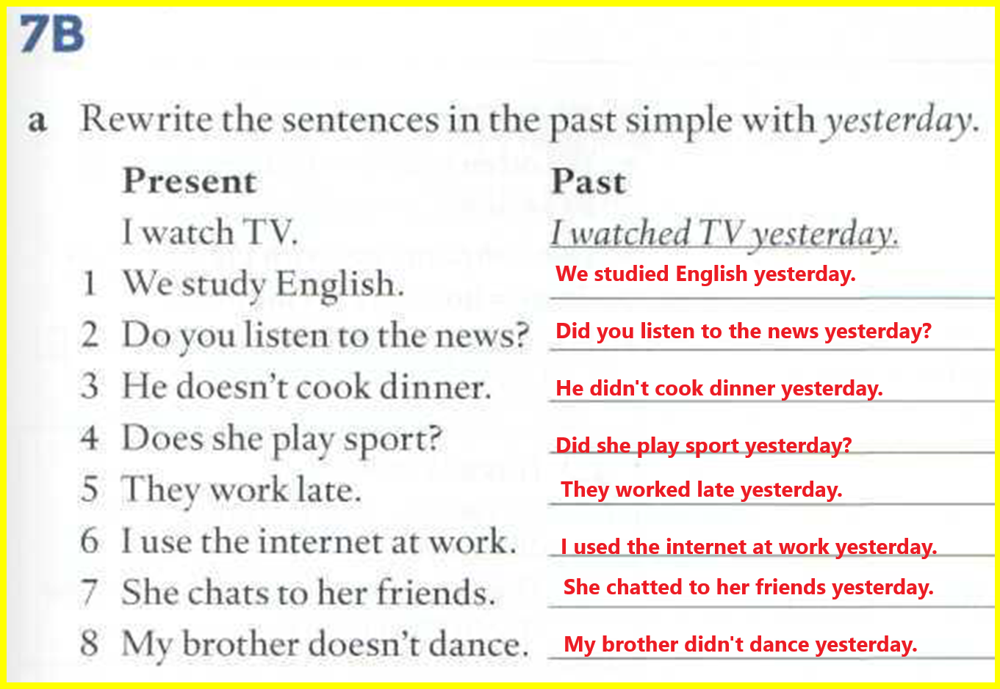 7B
a Rewrite the sentences in the past simple with yesterday.
Present Past
I watch TV. I watched TV yesterday.
1 We study English. We studied English yesterday.
2 Do you listen to the news? Did you listen to the news yesterday?
3 He doesn't cook dinner. He didn't cook dinner yesterday.
4 Does she play sport? Did she play sport yesterday?
5 They work late. They worked late yesterday.
6 I use the internet at work. I used the internet at work yesterday.
7 She chats to her friends. She chatted to her friends yesterday.
8 My brother doesn't dance. My brother didn't dance yesterday.